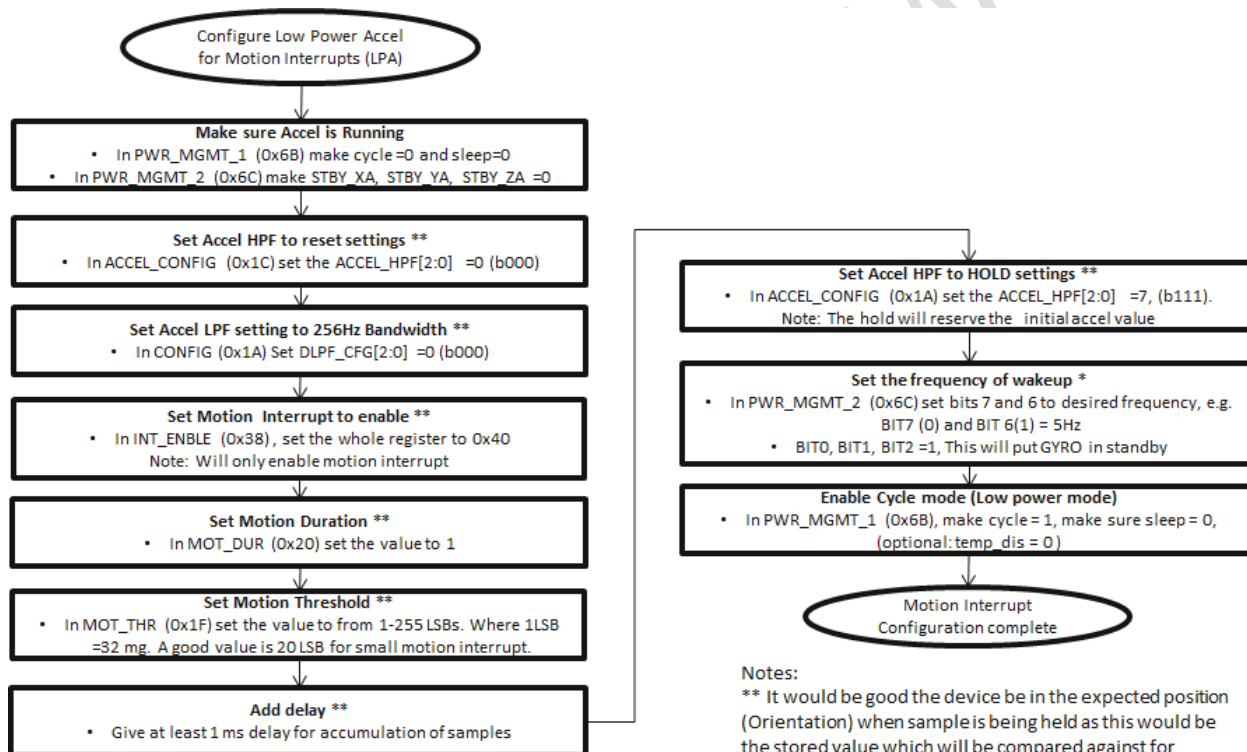 Configure Low Power Accel
for Motion Interrupts (LPA)
Make sure Accel is Running
• In PWR_MGMT_1 (0x6B) make cycle =0 and sleep=0
• In PWR_MGMT_2 (0x6C) make STBY_XA, STBY_YA, STBY_ZA =0
Set Accel HPF to reset settings **
• In ACCEL_CONFIG (0x1C) set the ACCEL_HPF[2:0] =0 (b000)
Set Accel LPF setting to 256Hz Bandwidth **
• In CONFIG (0x1A) Set DLPF_CFG[2:0] =0 (b000)
Set Motion Interrupt to enable **
• In INT_ENBLE (0x38) , set the whole register to 0x40
Note: Will only enable motion interrupt
Set Motion Duration **
• In MOT_DUR (0x20) set the value to 1
Set Motion Threshold **
• In MOT_THR (0x1F) set the value to from 1-255 LSBs. Where 1LSB
=32 mg. A good value is 20 LSB for small motion interrupt.
Add delay **
• Give at least 1 ms delay for accumulation of samples
Set Accel HPF to HOLD settings **
• In ACCEL_CONFIG (0x1A) set the ACCEL_HPF[2:0] =7, (b111).
Note: The hold will reserve the initial accel value
Set the frequency of wakeup *
• In PWR_MGMT_2 (0x6C) set bits 7 and 6 to desired frequency, e.g.
BIT7 (0) and BIT 6(1) = 5Hz
• BIT0, BIT1, BIT2 =1, This will put GYRO in standby
Enable Cycle mode (Low power mode)
• In PWR_MGMT_1 (0x6B), make cycle = 1, make sure sleep = 0,
(optional: temp_dis = 0 )
Motion Interrupt
Configuration complete
Notes:
** It would be good the device be in the expected position
(Orientation) when sample is being held as this would be
the stored value which will be compared against for